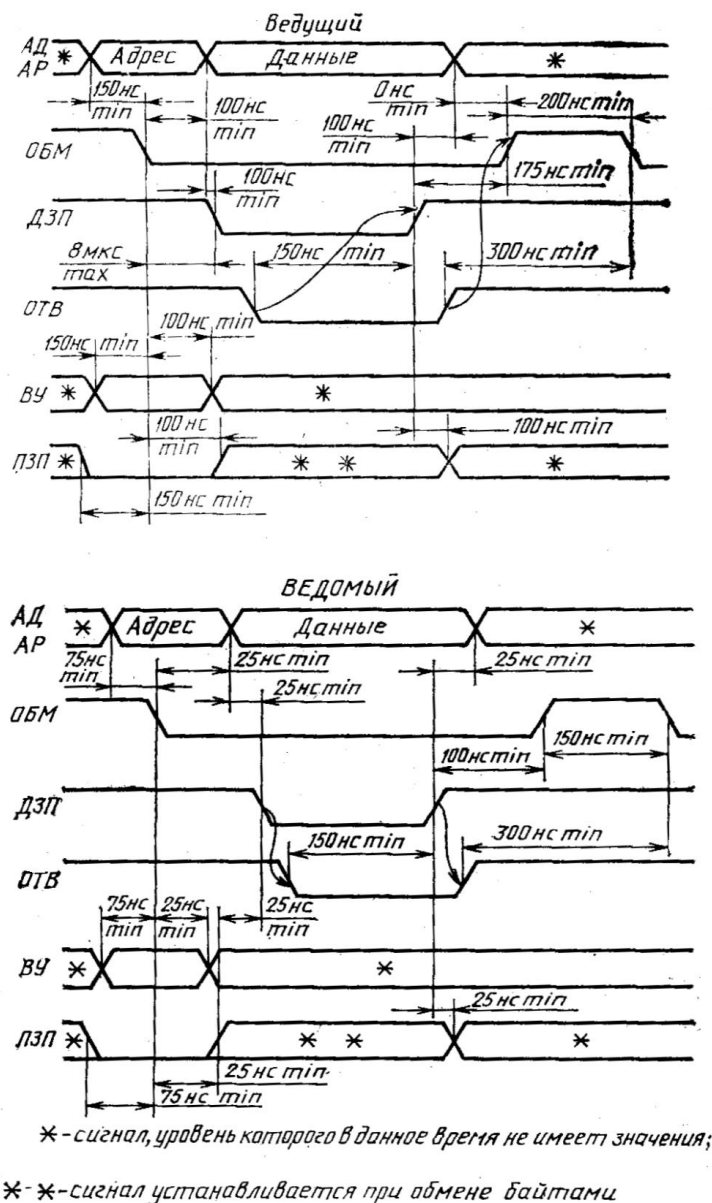 Ведущий
АД
АР
* Адрес Данные *
150нс
min
100нс
min
0нс
min
200нс min
100нс
min
ОБМ
100нс
min
175нс min
ДЗП
8мкс
max
150нс min
300нс min
ОТВ
150нс min
100нс min
ВУ * *
100нс
min
100нс min
ПЗП * * * *
150нс min
ВЕДОМЫЙ
АД
АР
* Адрес Данные *
75нс
min
25нс min
25нс min
25нс min
ОБМ
100нс min
150нс min
ДЗП
150нс min
300нс min
ОТВ
75нс
min
25нс
min
25нс
min
ВУ * *
25нс min
ПЗП * * * *
25нс min
75нс min
*-сигнал, уровень которого в данное время не имеет значения;
*-*-сигнал устанавливается при обмене байтами